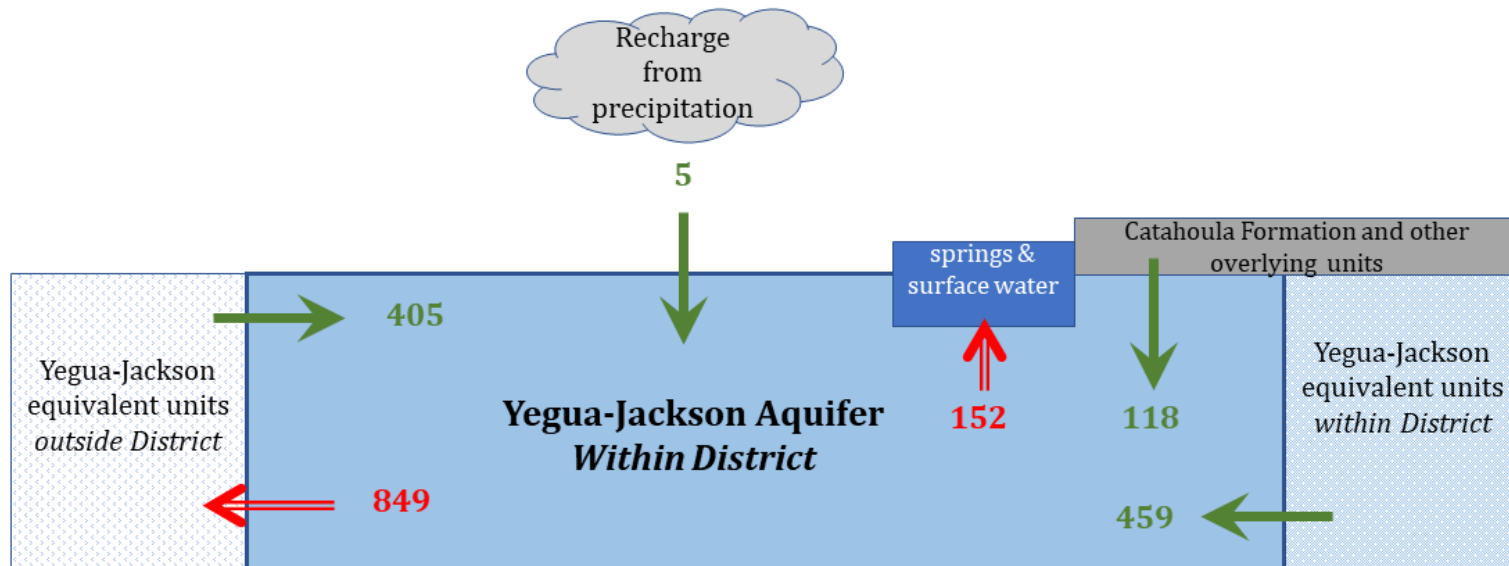 Recharge
from
precipitation
5
Catahoula Formation and other
overlying units
springs &
surface water
405
Yegua-Jackson
equivalent units
outside District
Yegua-Jackson
equivalent units
within District
Yegua-Jackson Aquifer
Within District
152
118
849
459